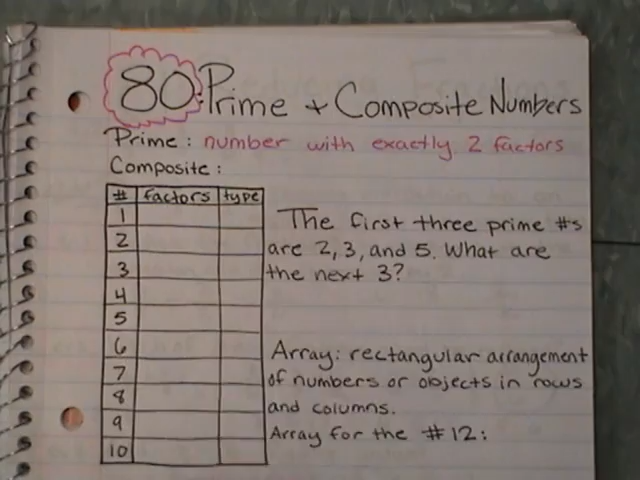 80: Prime + Composite Numbers
Prime: number with exactly 2 factors
Composite:
# factors type
1
2
3
4
5
6
7
8
9
10
The first three prime #s
are 2, 3, and 5. What are
the next 3?
Array: rectangular arrangement
of numbers or objects in rows
and columns.
Array for the #12: